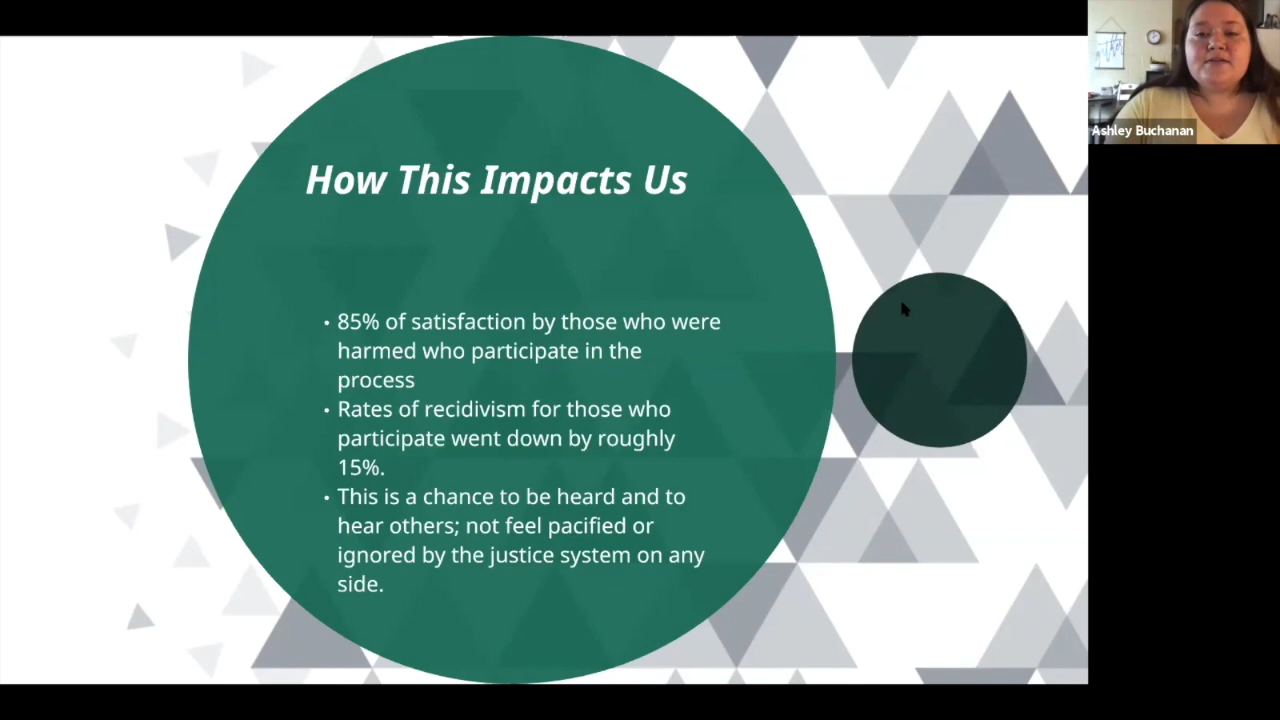 How This Impacts Us
• 85% of satisfaction by those who were
harmed who participate in the
process
• Rates of recidivism for those who
participate went down by roughly
15%.
• This is a chance to be heard and to
hear others; not feel pacified or
ignored by the justice system on any
side.
Ashley Buchanan